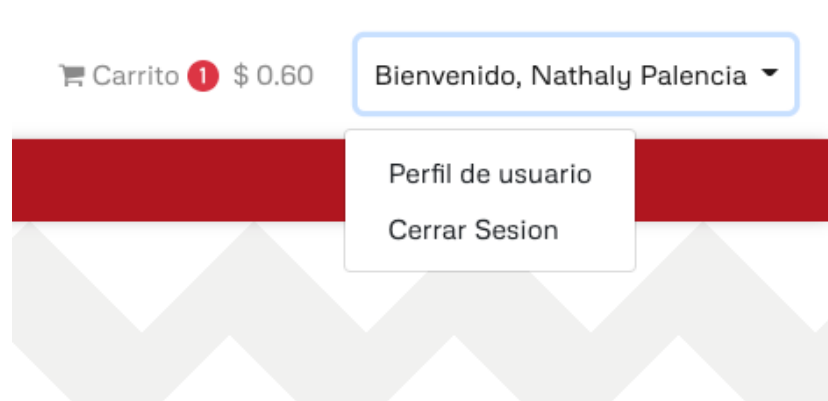 Carrito 1 $ 0.60
Bienvenido, Nathaly Palencia
Perfil de usuario
Cerrar Sesion